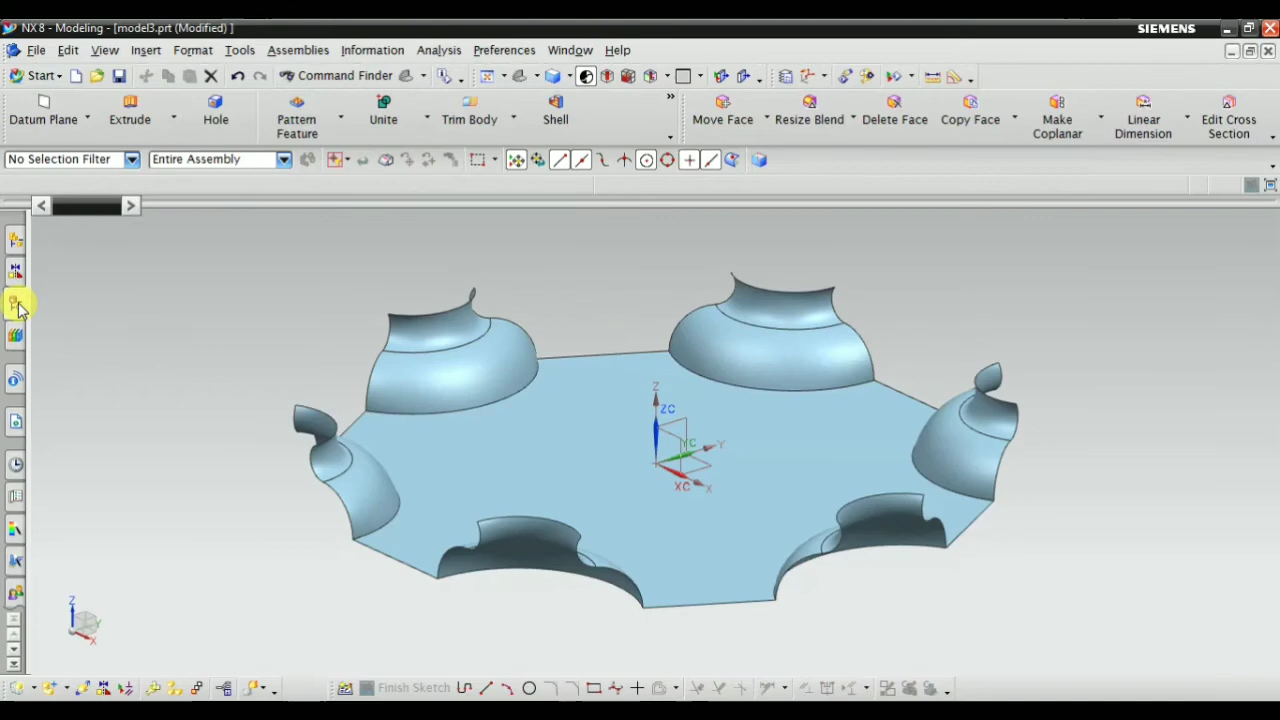 NX 8 - Modeling - [model3.prt (Modified) ]
SIEMENS
File Edit View Insert Format Tools Assemblies Information Analysis Preferences Window Help
Start Command Finder
Datum Plane Extrude Hole Pattern Feature Unite Trim Body Shell Move Face Resize Blend Delete Face Copy Face Make Coplanar Linear Dimension Edit Cross Section
No Selection Filter Entire Assembly
Z
ZC
YC
Y
XC
X
Z
Y
X
Finish Sketch